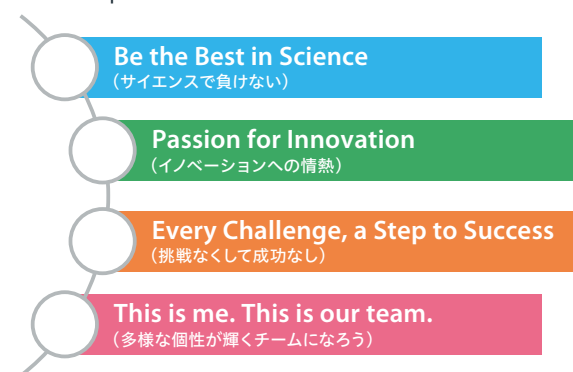 Be the Best in Science
（サイエンスで負けない）
Passion for Innovation
（イノベーションへの情熱）
Every Challenge, a Step to Success
（挑戦なくして成功なし）
This is me. This is our team.
（多様な個性が輝くチームになろう）